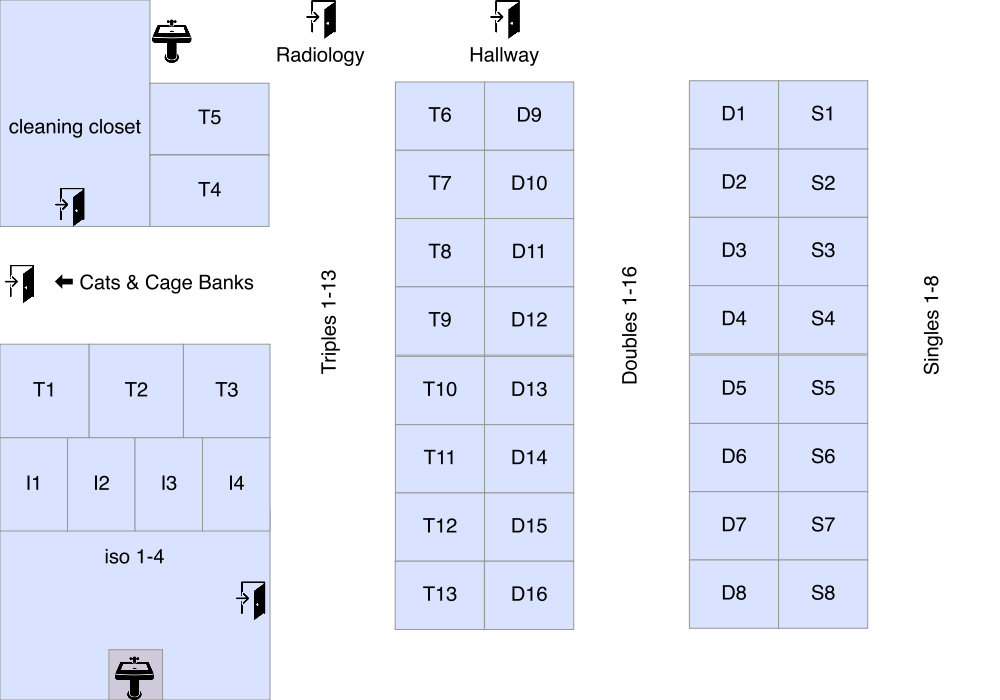 Radiology
Hallway
cleaning closet
T5
T4
← Cats & Cage Banks
T1 T2 T3
I1 I2 I3 I4
iso 1-4
Triples 1-13
T6 D9
T7 D10
T8 D11
T9 D12
T10 D13
T11 D14
T12 D15
T13 D16
Doubles 1-16
D1 S1
D2 S2
D3 S3
D4 S4
D5 S5
D6 S6
D7 S7
D8 S8
Singles 1-8